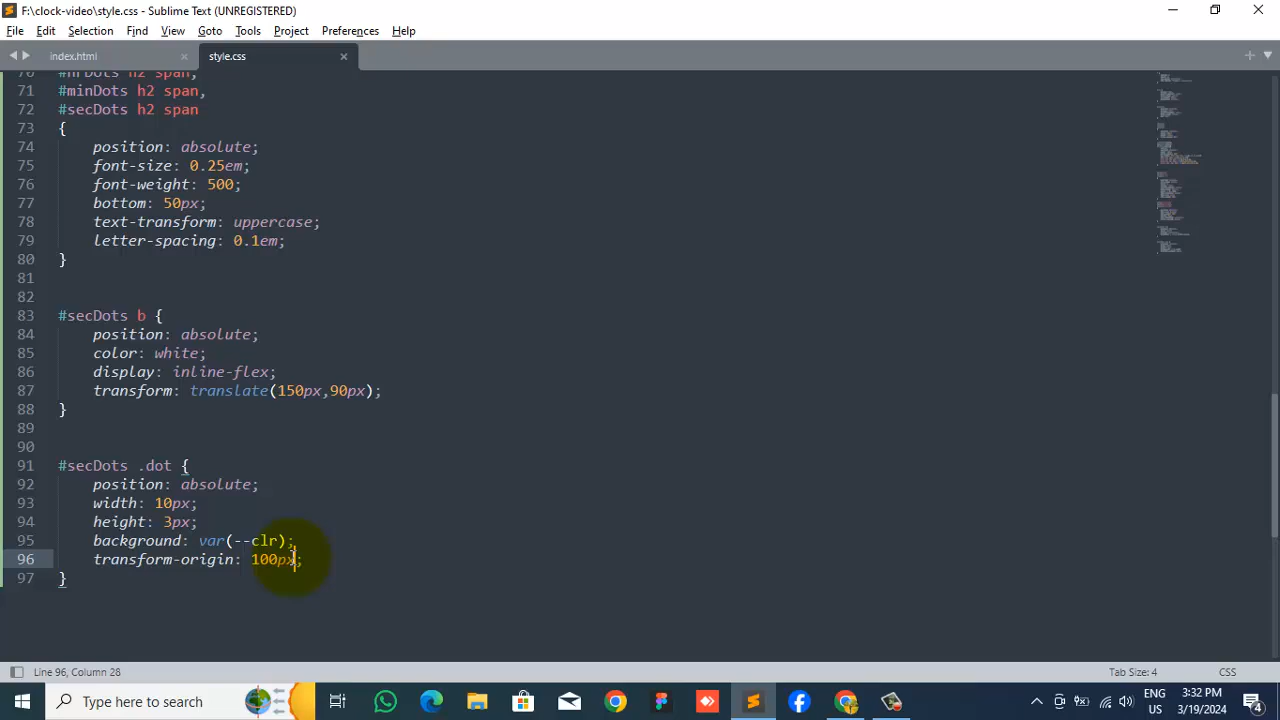 F:\clock-video\style.css - Sublime Text (UNREGISTERED)
File Edit Selection Find View Goto Tools Project Preferences Help
index.html style.css
70 #hrDots h2 span,
71 #minDots h2 span,
72 #secDots h2 span
73 {
74 position: absolute;
75 font-size: 0.25em;
76 font-weight: 500;
77 bottom: 50px;
78 text-transform: uppercase;
79 letter-spacing: 0.1em;
80 }
81
82
83 #secDots b {
84 position: absolute;
85 color: white;
86 display: inline-flex;
87 transform: translate(150px,90px);
88 }
89
90
91 #secDots .dot {
92 position: absolute;
93 width: 10px;
94 height: 3px;
95 background: var(--clr);
96 transform-origin: 100px;
97 }
Line 96, Column 28 Tab Size: 4 CSS
Type here to search ENG US 3:32 PM 3/19/2024 4